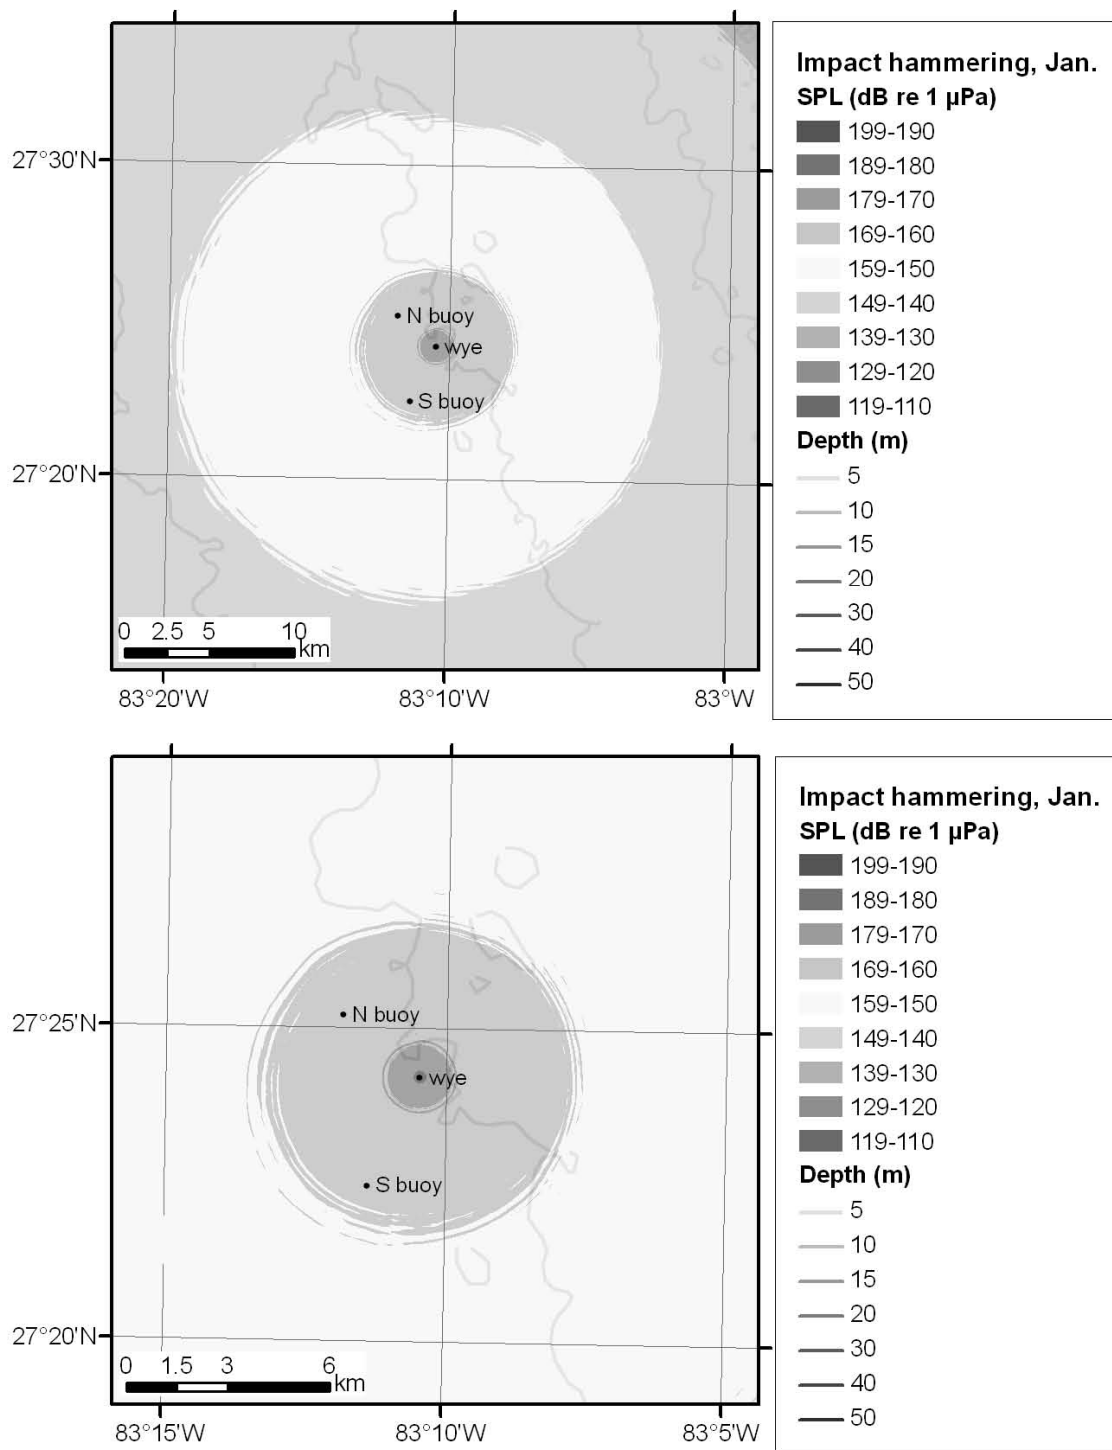 Impact hammering, Jan.
SPL (dB re 1 µPa)
199-190
189-180
179-170
169-160
159-150
149-140
139-130
129-120
119-110
Depth (m)
5
10
15
20
30
40
50
27°30'N
27°20'N
N buoy
wye
S buoy
0 2.5 5 10
km
83°20'W 83°10'W 83°W
Impact hammering, Jan.
SPL (dB re 1 µPa)
199-190
189-180
179-170
169-160
159-150
149-140
139-130
129-120
119-110
Depth (m)
5
10
15
20
30
40
50
27°25'N
27°20'N
N buoy
wye
S buoy
0 1.5 3 6
km
83°15'W 83°10'W 83°5'W